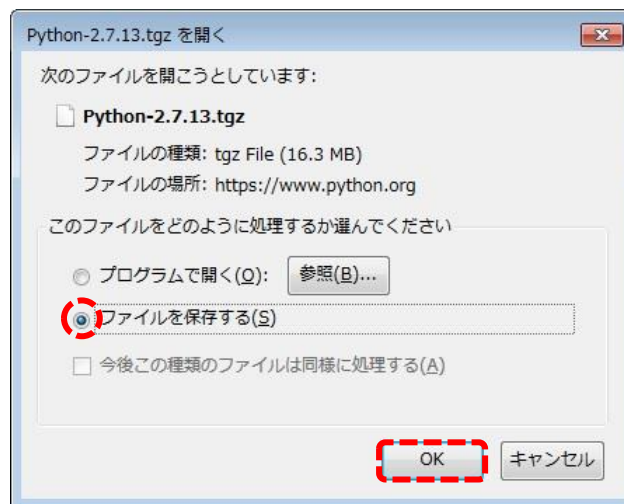 Python-2.7.13.tgz を開く
次のファイルを開こうとしています:
Python-2.7.13.tgz
ファイルの種類: tgz File (16.3 MB)
ファイルの場所: https://www.python.org
このファイルをどのように処理するか選んでください
プログラムで開く(O): 参照(B)...
ファイルを保存する(S)
今後この種類のファイルは同様に処理する(A)
OK キャンセル